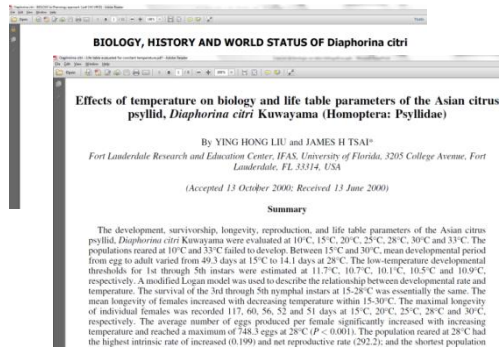 BIOLOGY, HISTORY AND WORLD STATUS OF Diaphorina citri
Effects of temperature on biology and life table parameters of the Asian citrus
psyllid, Diaphorina citri Kuwayama (Homoptera: Psyllidae)
By YING HONG LIU and JAMES H TSAI*
Fort Lauderdale Research and Education Center, IFAS, University of Florida, 3205 College Avenue, Fort
Lauderdale, FL 33314, USA
(Accepted 13 October 2000; Received 13 June 2000)
Summary
The development, survivorship, longevity, reproduction, and life table parameters of the Asian citrus
psyllid, Diaphorina citri Kuwayama were evaluated at 10°C, 15°C, 20°C, 25°C, 28°C, 30°C and 33°C. The
populations reared at 10°C and 33°C failed to develop. Between 15°C and 30°C, mean developmental period
from egg to adult varied from 49.3 days at 15°C to 14.1 days at 28°C. The low-temperature developmental
thresholds for 1st through 5th instars were estimated at 11.7°C, 10.7°C, 10.1°C, 10.5°C and 10.9°C,
respectively. A modified Logan model was used to describe the relationship between developmental rate and
temperature. The survival of the 3rd through 5th nymphal instars at 15-28°C was essentially the same. The
mean longevity of females increased with decreasing temperature within 15-30°C. The maximal longevity
of individual females was recorded 117, 60, 56, 52 and 51 days at 15°C, 20°C, 25°C, 28°C and 30°C,
respectively. The average number of eggs produced per female significantly increased with increasing
temperature and reached a maximum of 748.3 eggs at 28°C (P < 0.001). The population reared at 28°C had
the highest intrinsic rate of increased (0.199) and net reproductive rate (292.2); and the shortest population